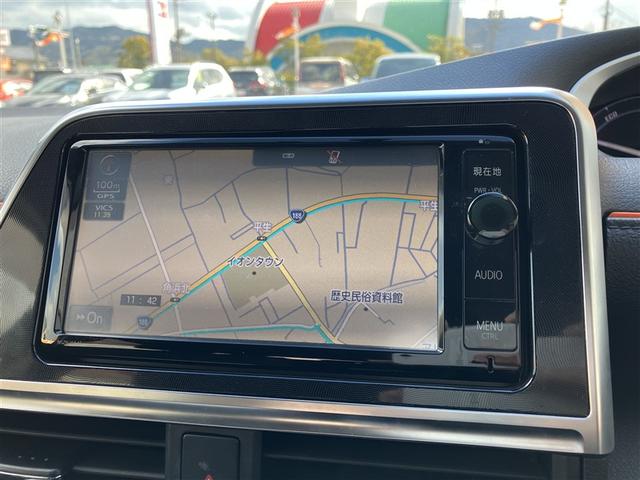 100m
GPS
VICS
11:39
現在地
PWR・VOL
AUDIO
MENU
CTRL
188
平生
平生
イオンタウン
角浜北
歴史民俗資料館
11:42
188
On
ECO